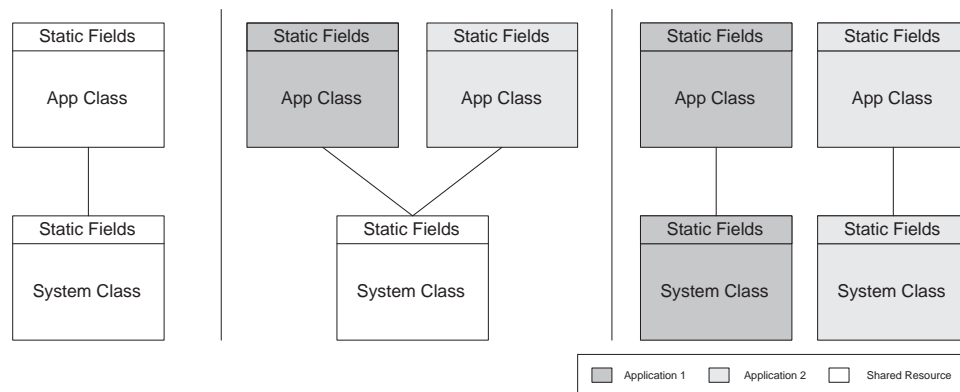 Static Fields
App Class
Static Fields
System Class
Static Fields
App Class
Static Fields
App Class
Static Fields
System Class
Static Fields
App Class
Static Fields
App Class
Static Fields
System Class
Static Fields
System Class
Application 1
Application 2
Shared Resource